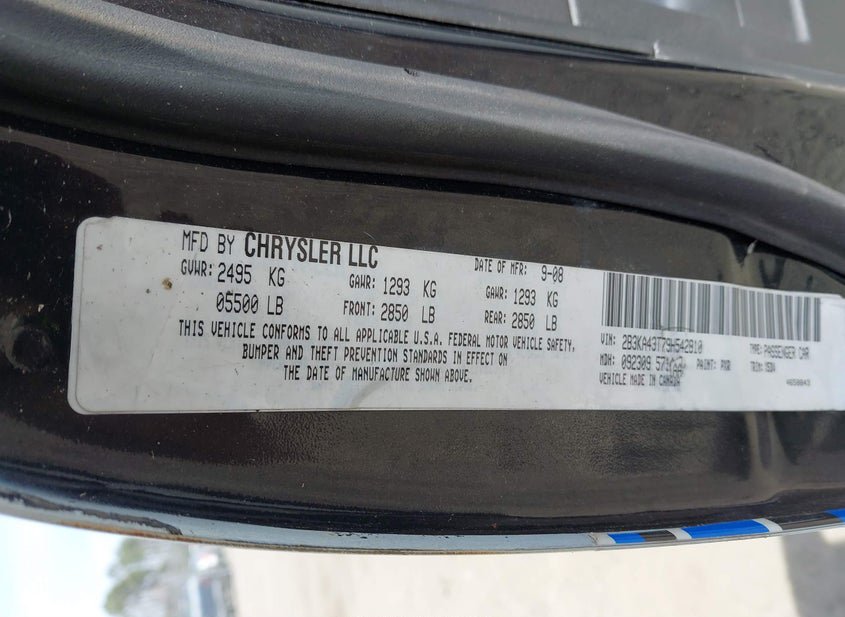 MFD BY CHRYSLER LLC
DATE OF MFR: 9-08
GVWR: 2495 KG
GAWR: 1293 KG
GAWR: 1293 KG
05500 LB
FRONT: 2850 LB
REAR: 2850 LB
THIS VEHICLE CONFORMS TO ALL APPLICABLE U.S.A. FEDERAL MOTOR VEHICLE SAFETY,
BUMPER AND THEFT PREVENTION STANDARDS IN EFFECT ON
THE DATE OF MANUFACTURE SHOWN ABOVE.
VIN: 2B3KA43T79H542810
TYPE: PASSENGER CAR
MDH: 092309
PAINT: PXR
VEHICLE MADE IN CANADA